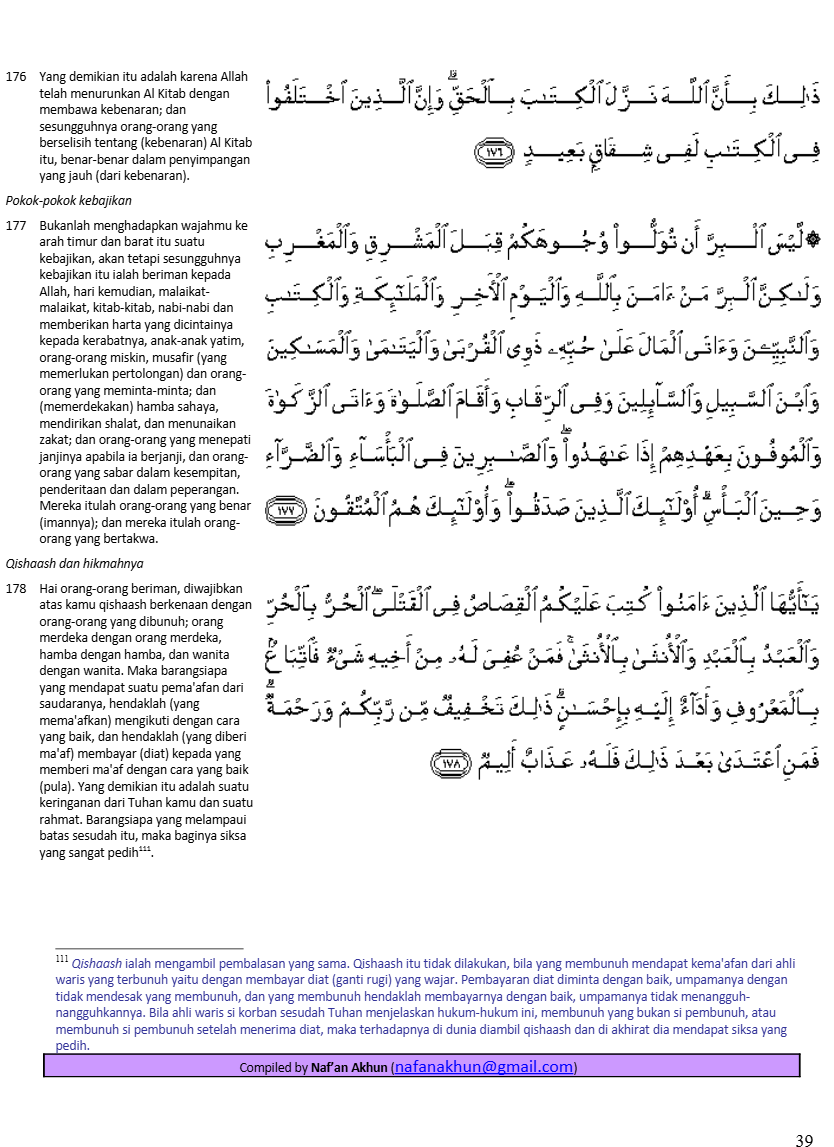 176 Yang demikian itu adalah karena Allah
telah menurunkan Al Kitab dengan
membawa kebenaran; dan
sesungguhnya orang-orang yang
berselisih tentang (kebenaran) Al Kitab
itu, benar-benar dalam penyimpangan
yang jauh (dari kebenaran).
ذَٰلِكَ بِأَنَّ ٱللَّهَ نَزَّلَ ٱلْكِتَٰبَ بِٱلْحَقِّ ۗ وَإِنَّ ٱلَّذِينَ ٱخْتَلَفُوا۟
فِى ٱلْكِتَٰبِ لَفِى شِقَاقٍۭ بَعِيدٍ ١٧٦
Pokok-pokok kebajikan
177 Bukanlah menghadapkan wajahmu ke
arah timur dan barat itu suatu
kebajikan, akan tetapi sesungguhnya
kebajikan itu ialah beriman kepada
Allah, hari kemudian, malaikat-
malaikat, kitab-kitab, nabi-nabi dan
memberikan harta yang dicintainya
kepada kerabatnya, anak-anak yatim,
orang-orang miskin, musafir (yang
memerlukan pertolongan) dan orang-
orang yang meminta-minta; dan
(memerdekakan) hamba sahaya,
mendirikan shalat, dan menunaikan
zakat; dan orang-orang yang menepati
janjinya apabila ia berjanji, dan orang-
orang yang sabar dalam kesempitan,
penderitaan dan dalam peperangan.
Mereka itulah orang-orang yang benar
(imannya); dan mereka itulah orang-
orang yang bertakwa.
۞ لَّيْسَ ٱلْبِرَّ أَن تُوَلُّوا۟ وُجُوهَكُمْ قِبَلَ ٱلْمَشْرِقِ وَٱلْمَغْرِبِ
وَلَٰكِنَّ ٱلْبِرَّ مَنْ ءَامَنَ بِٱللَّهِ وَٱلْيَوْمِ ٱلْءَاخِرِ وَٱلْمَلَٰٓئِكَةِ وَٱلْكِتَٰبِ
وَٱلنَّبِيِّۦنَ وَءَاتَى ٱلْمَالَ عَلَىٰ حُبِّهِۦ ذَوِى ٱلْقُرْبَىٰ وَٱلْيَتَٰمَىٰ وَٱلْمَسَٰكِينَ
وَٱبْنَ ٱلسَّبِيلِ وَٱلسَّآئِلِينَ وَفِى ٱلرِّقَابِ وَأَقَامَ ٱلصَّلَوٰةَ وَءَاتَى ٱلزَّكَوٰةَ
وَٱلْمُوفُونَ بِعَهْدِهِمْ إِذَا عَٰهَدُوا۟ ۖ وَٱلصَّٰبِرِينَ فِى ٱلْبَأْسَآءِ وَٱلضَّرَّآءِ
وَحِينَ ٱلْبَأْسِ ۗ أُو۟لَٰٓئِكَ ٱلَّذِينَ صَدَقُوا۟ ۖ وَأُو۟لَٰٓئِكَ هُمُ ٱلْمُتَّقُونَ ١٧٧
Qishaash dan hikmahnya
178 Hai orang-orang beriman, diwajibkan
atas kamu qishaash berkenaan dengan
orang-orang yang dibunuh; orang
merdeka dengan orang merdeka,
hamba dengan hamba, dan wanita
dengan wanita. Maka barangsiapa
yang mendapat suatu pema'afan dari
saudaranya, hendaklah (yang
mema'afkan) mengikuti dengan cara
yang baik, dan hendaklah (yang diberi
ma'af) membayar (diat) kepada yang
memberi ma'af dengan cara yang baik
(pula). Yang demikian itu adalah suatu
keringanan dari Tuhan kamu dan suatu
rahmat. Barangsiapa yang melampaui
batas sesudah itu, maka baginya siksa
yang sangat pedih¹¹¹.
يَٰٓأَيُّهَا ٱلَّذِينَ ءَامَنُوا۟ كُتِبَ عَلَيْكُمُ ٱلْقِصَاصُ فِى ٱلْقَتْلَى ۖ ٱلْحُرُّ بِٱلْحُرِّ
وَٱلْعَبْدُ بِٱلْعَبْدِ وَٱلْأُنثَىٰ بِٱلْأُنثَىٰ ۚ فَمَنْ عُفِىَ لَهُۥ مِنْ أَخِيهِ شَىْءٌ فَٱتِّبَاعٌۢ
بِٱلْمَعْرُوفِ وَأَدَآءٌ إِلَيْهِ بِإِحْسَٰنٍ ۗ ذَٰلِكَ تَخْفِيفٌ مِّن رَّبِّكُمْ وَرَحْمَةٌ ۗ
فَمَنِ ٱعْتَدَىٰ بَعْدَ ذَٰلِكَ فَلَهُۥ عَذَابٌ أَلِيمٌ ١٧٨
¹¹¹ Qishaash ialah mengambil pembalasan yang sama. Qishaash itu tidak dilakukan, bila yang membunuh mendapat kema'afan dari ahli
waris yang terbunuh yaitu dengan membayar diat (ganti rugi) yang wajar. Pembayaran diat diminta dengan baik, umpamanya dengan
tidak mendesak yang membunuh, dan yang membunuh hendaklah membayarnya dengan baik, umpamanya tidak menangguh-
nangguhkannya. Bila ahli waris si korban sesudah Tuhan menjelaskan hukum-hukum ini, membunuh yang bukan si pembunuh, atau
membunuh si pembunuh setelah menerima diat, maka terhadapnya di dunia diambil qishaash dan di akhirat dia mendapat siksa yang
pedih.
Compiled by Naf'an Akhun (nafanakhun@gmail.com)
39